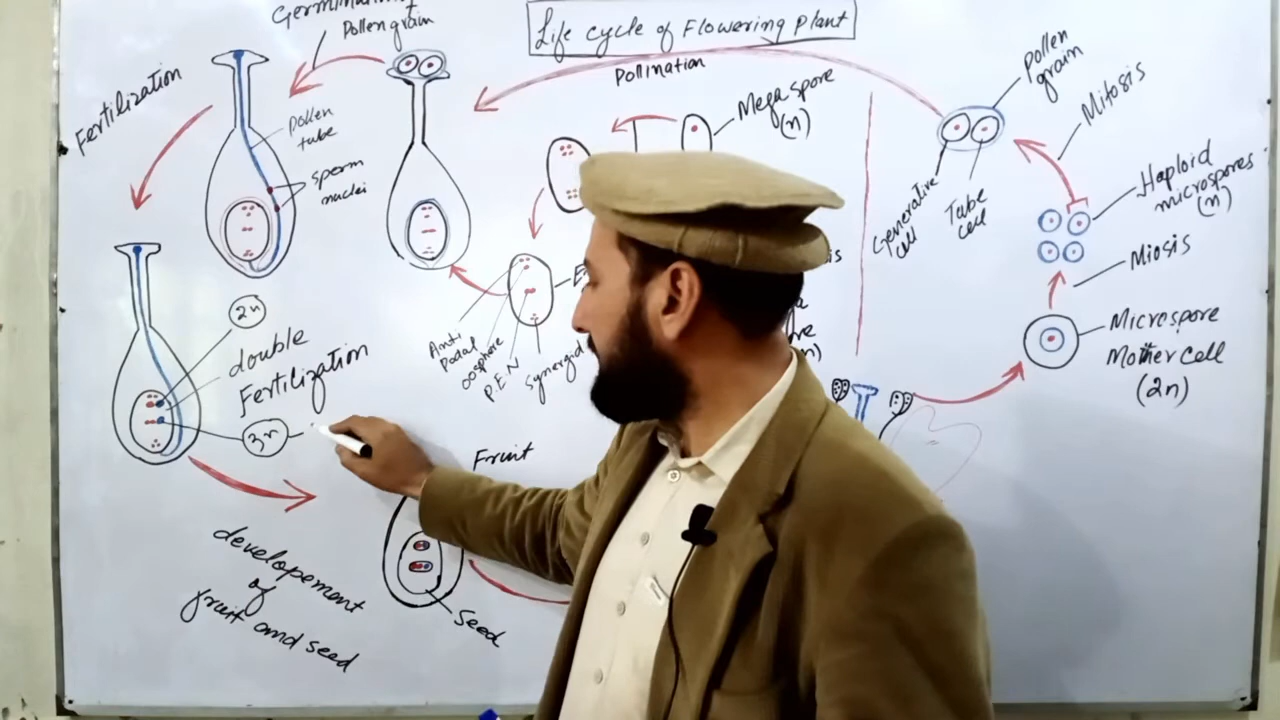 Life cycle of Flowering Plant
Pollen grain
Fertilization
pollen
tube
sperm
nuclei
Pollination
Mega spore
(n)
Pollen
grain
Mitosis
Generative
cell
Tube
cell
Haploid
microspores
(n)
Miosis
Microspore
Mother cell
(2n)
Anti
Podal
oosphere
P.E.N
Synergid
2n
double
Fertilization
3n
Fruit
Seed
developement
of
fruit and seed